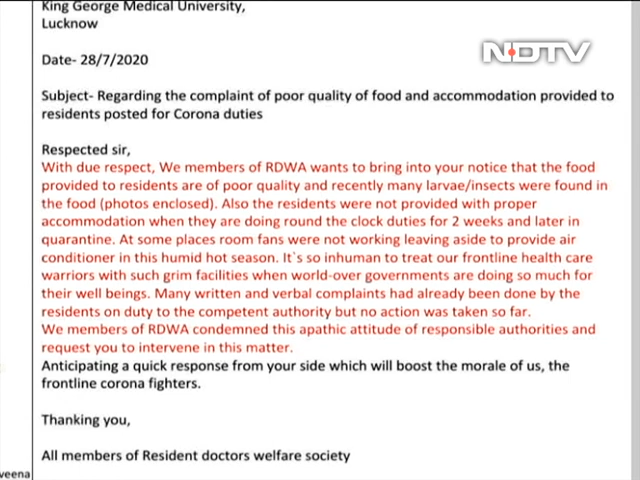 King George Medical University,
Lucknow
NDTV
Date- 28/7/2020
Subject- Regarding the complaint of poor quality of food and accommodation provided to
residents posted for Corona duties
Respected sir,
With due respect, We members of RDWA wants to bring into your notice that the food
provided to residents are of poor quality and recently many larvae/insects were found in
the food (photos enclosed). Also the residents were not provided with proper
accommodation when they are doing round the clock duties for 2 weeks and later in
quarantine. At some places room fans were not working leaving aside to provide air
conditioner in this humid hot season. It`s so inhuman to treat our frontline health care
warriors with such grim facilities when world-over governments are doing so much for
their well beings. Many written and verbal complaints had already been done by the
residents on duty to the competent authority but no action was taken so far.
We members of RDWA condemned this apathic attitude of responsible authorities and
request you to intervene in this matter.
Anticipating a quick response from your side which will boost the morale of us, the
frontline corona fighters.
Thanking you,
All members of Resident doctors welfare society
veena